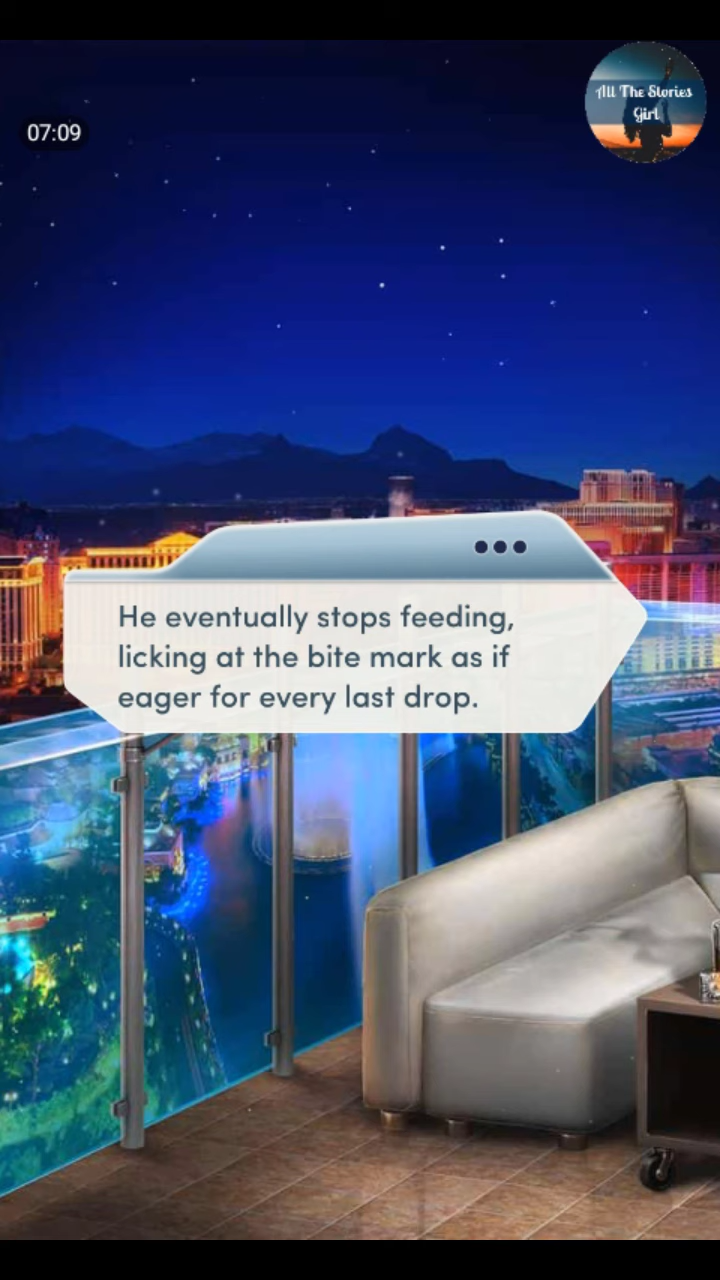 All The Stories
Girl
07:09
He eventually stops feeding,
licking at the bite mark as if
eager for every last drop.